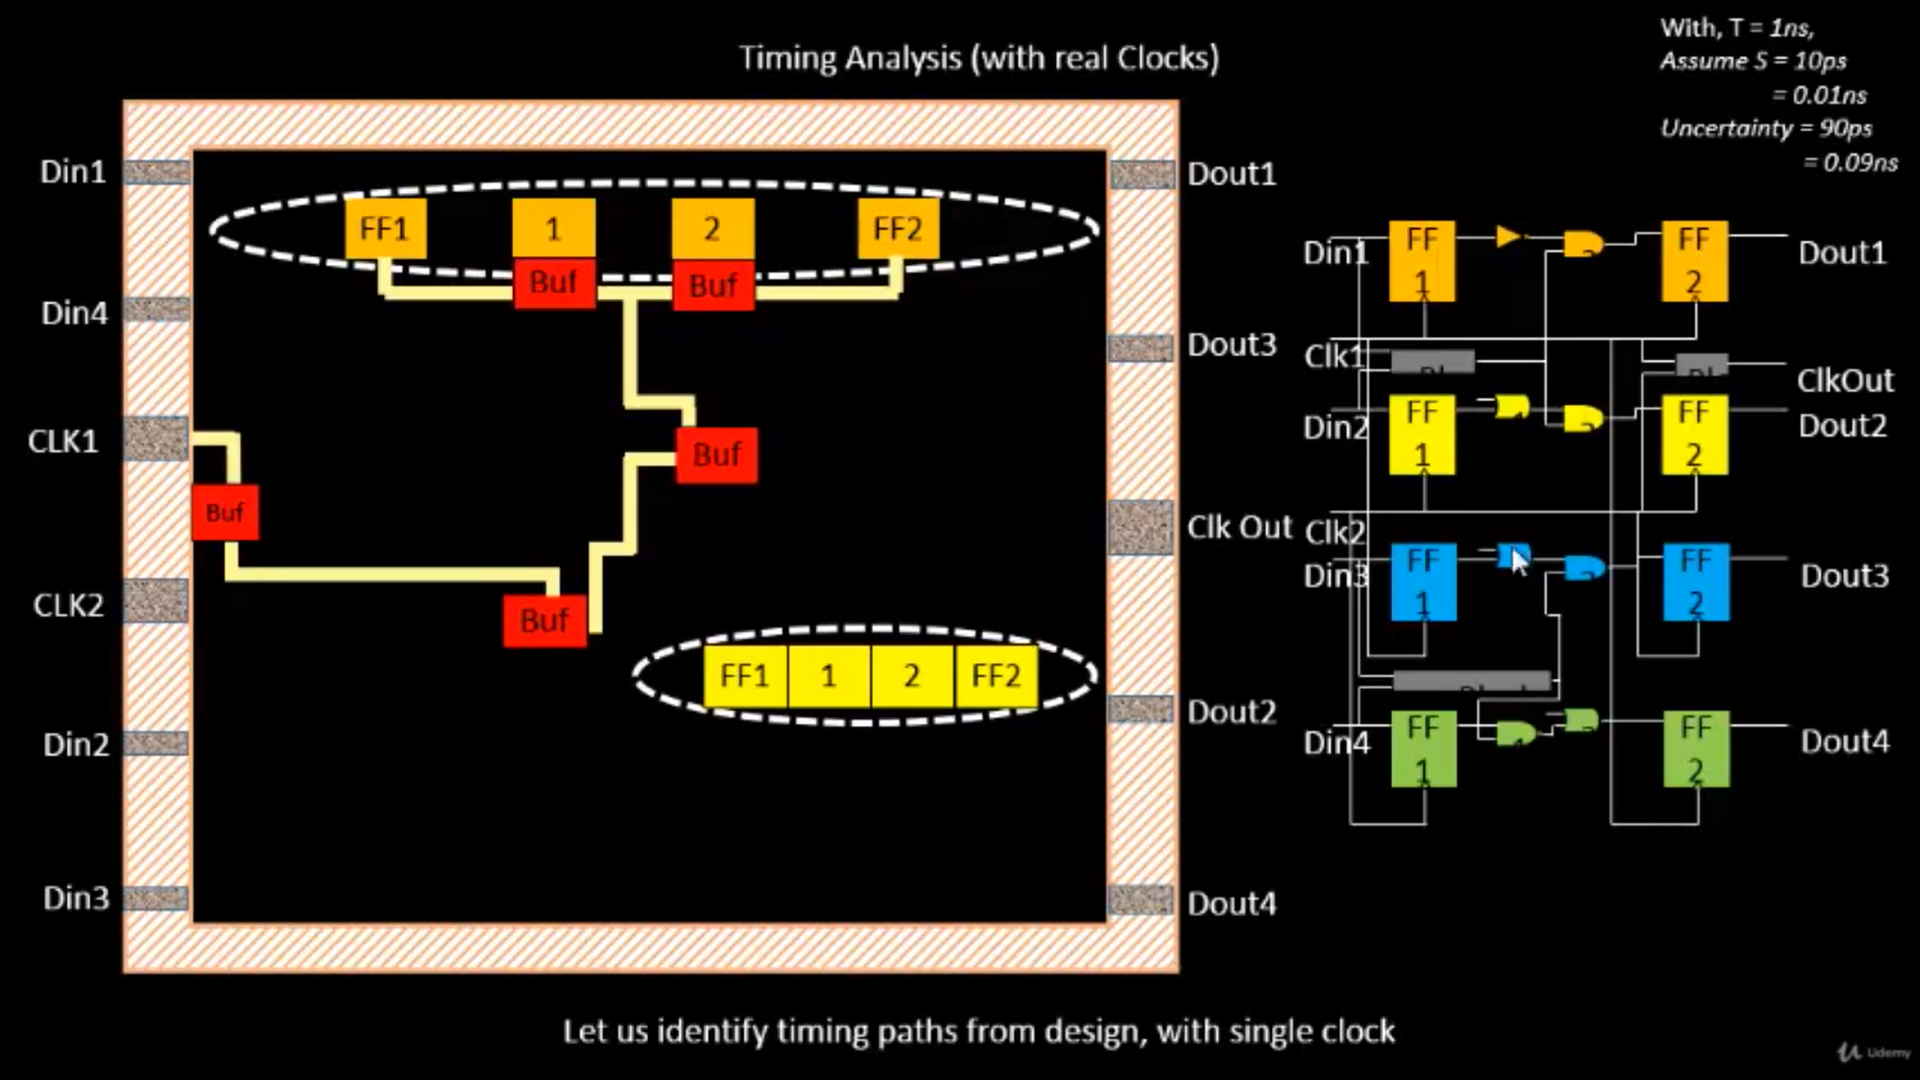 Timing Analysis (with real Clocks)
With, T = 1ns,
Assume S = 10ps
= 0.01ns
Uncertainty = 90ps
= 0.09ns
Din1
Din4
CLK1
CLK2
Din2
Din3
FF1
1
2
FF2
Buf
Buf
Buf
Buf
Buf
FF1
1
2
FF2
Dout1
Dout3
Clk Out
Dout2
Dout4
Din1
FF
1
FF
2
Dout1
Clk1
ClkOut
Din2
FF
1
FF
2
Dout2
Clk2
Din3
FF
1
FF
2
Dout3
Din4
FF
1
FF
2
Dout4
Let us identify timing paths from design, with single clock
Udemy